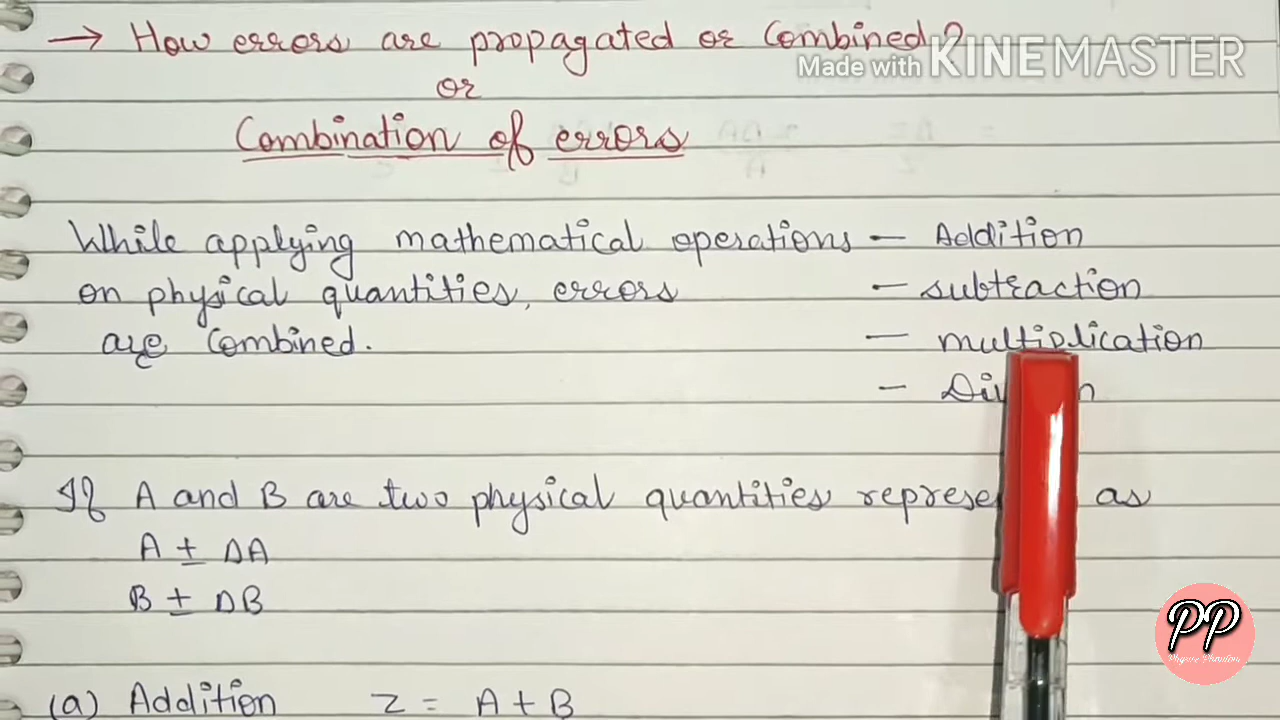 → How errors are propagated or Combined?
Made with KINEMASTER
or
Combination of errors
While applying mathematical operations — Addition
on physical quantities, errors — subtraction
are Combined. — multiplication
—
If A and B are two physical quantities as
A ± ΔA
B ± ΔB
PP
(a) Addition Z = A + B